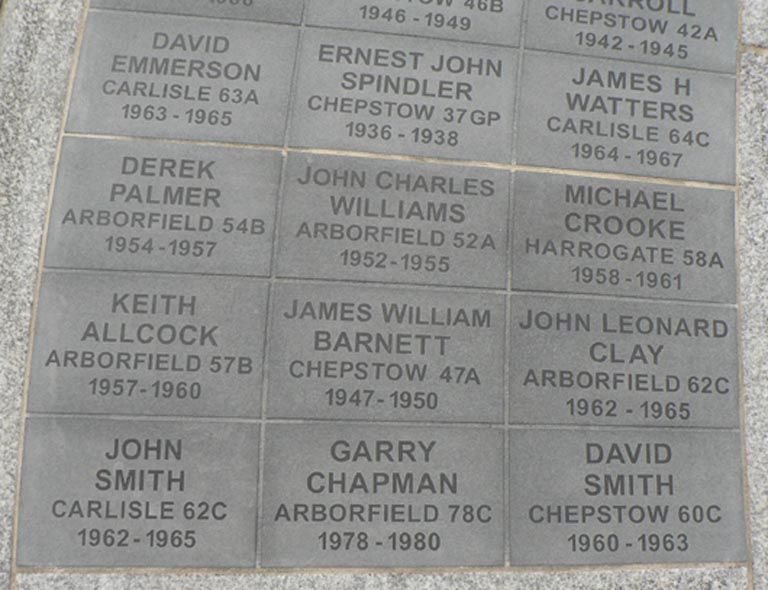 CHEPSTOW 46B
1946 - 1949
CARROLL
CHEPSTOW 42A
1942 - 1945
DAVID
EMMERSON
CARLISLE 63A
1963 - 1965
ERNEST JOHN
SPINDLER
CHEPSTOW 37GP
1936 - 1938
JAMES H
WATTERS
CARLISLE 64C
1964 - 1967
DEREK
PALMER
ARBORFIELD 54B
1954 - 1957
JOHN CHARLES
WILLIAMS
ARBORFIELD 52A
1952 - 1955
MICHAEL
CROOKE
HARROGATE 58A
1958 - 1961
KEITH
ALLCOCK
ARBORFIELD 57B
1957 - 1960
JAMES WILLIAM
BARNETT
CHEPSTOW 47A
1947 - 1950
JOHN LEONARD
CLAY
ARBORFIELD 62C
1962 - 1965
JOHN
SMITH
CARLISLE 62C
1962 - 1965
GARRY
CHAPMAN
ARBORFIELD 78C
1978 - 1980
DAVID
SMITH
CHEPSTOW 60C
1960 - 1963